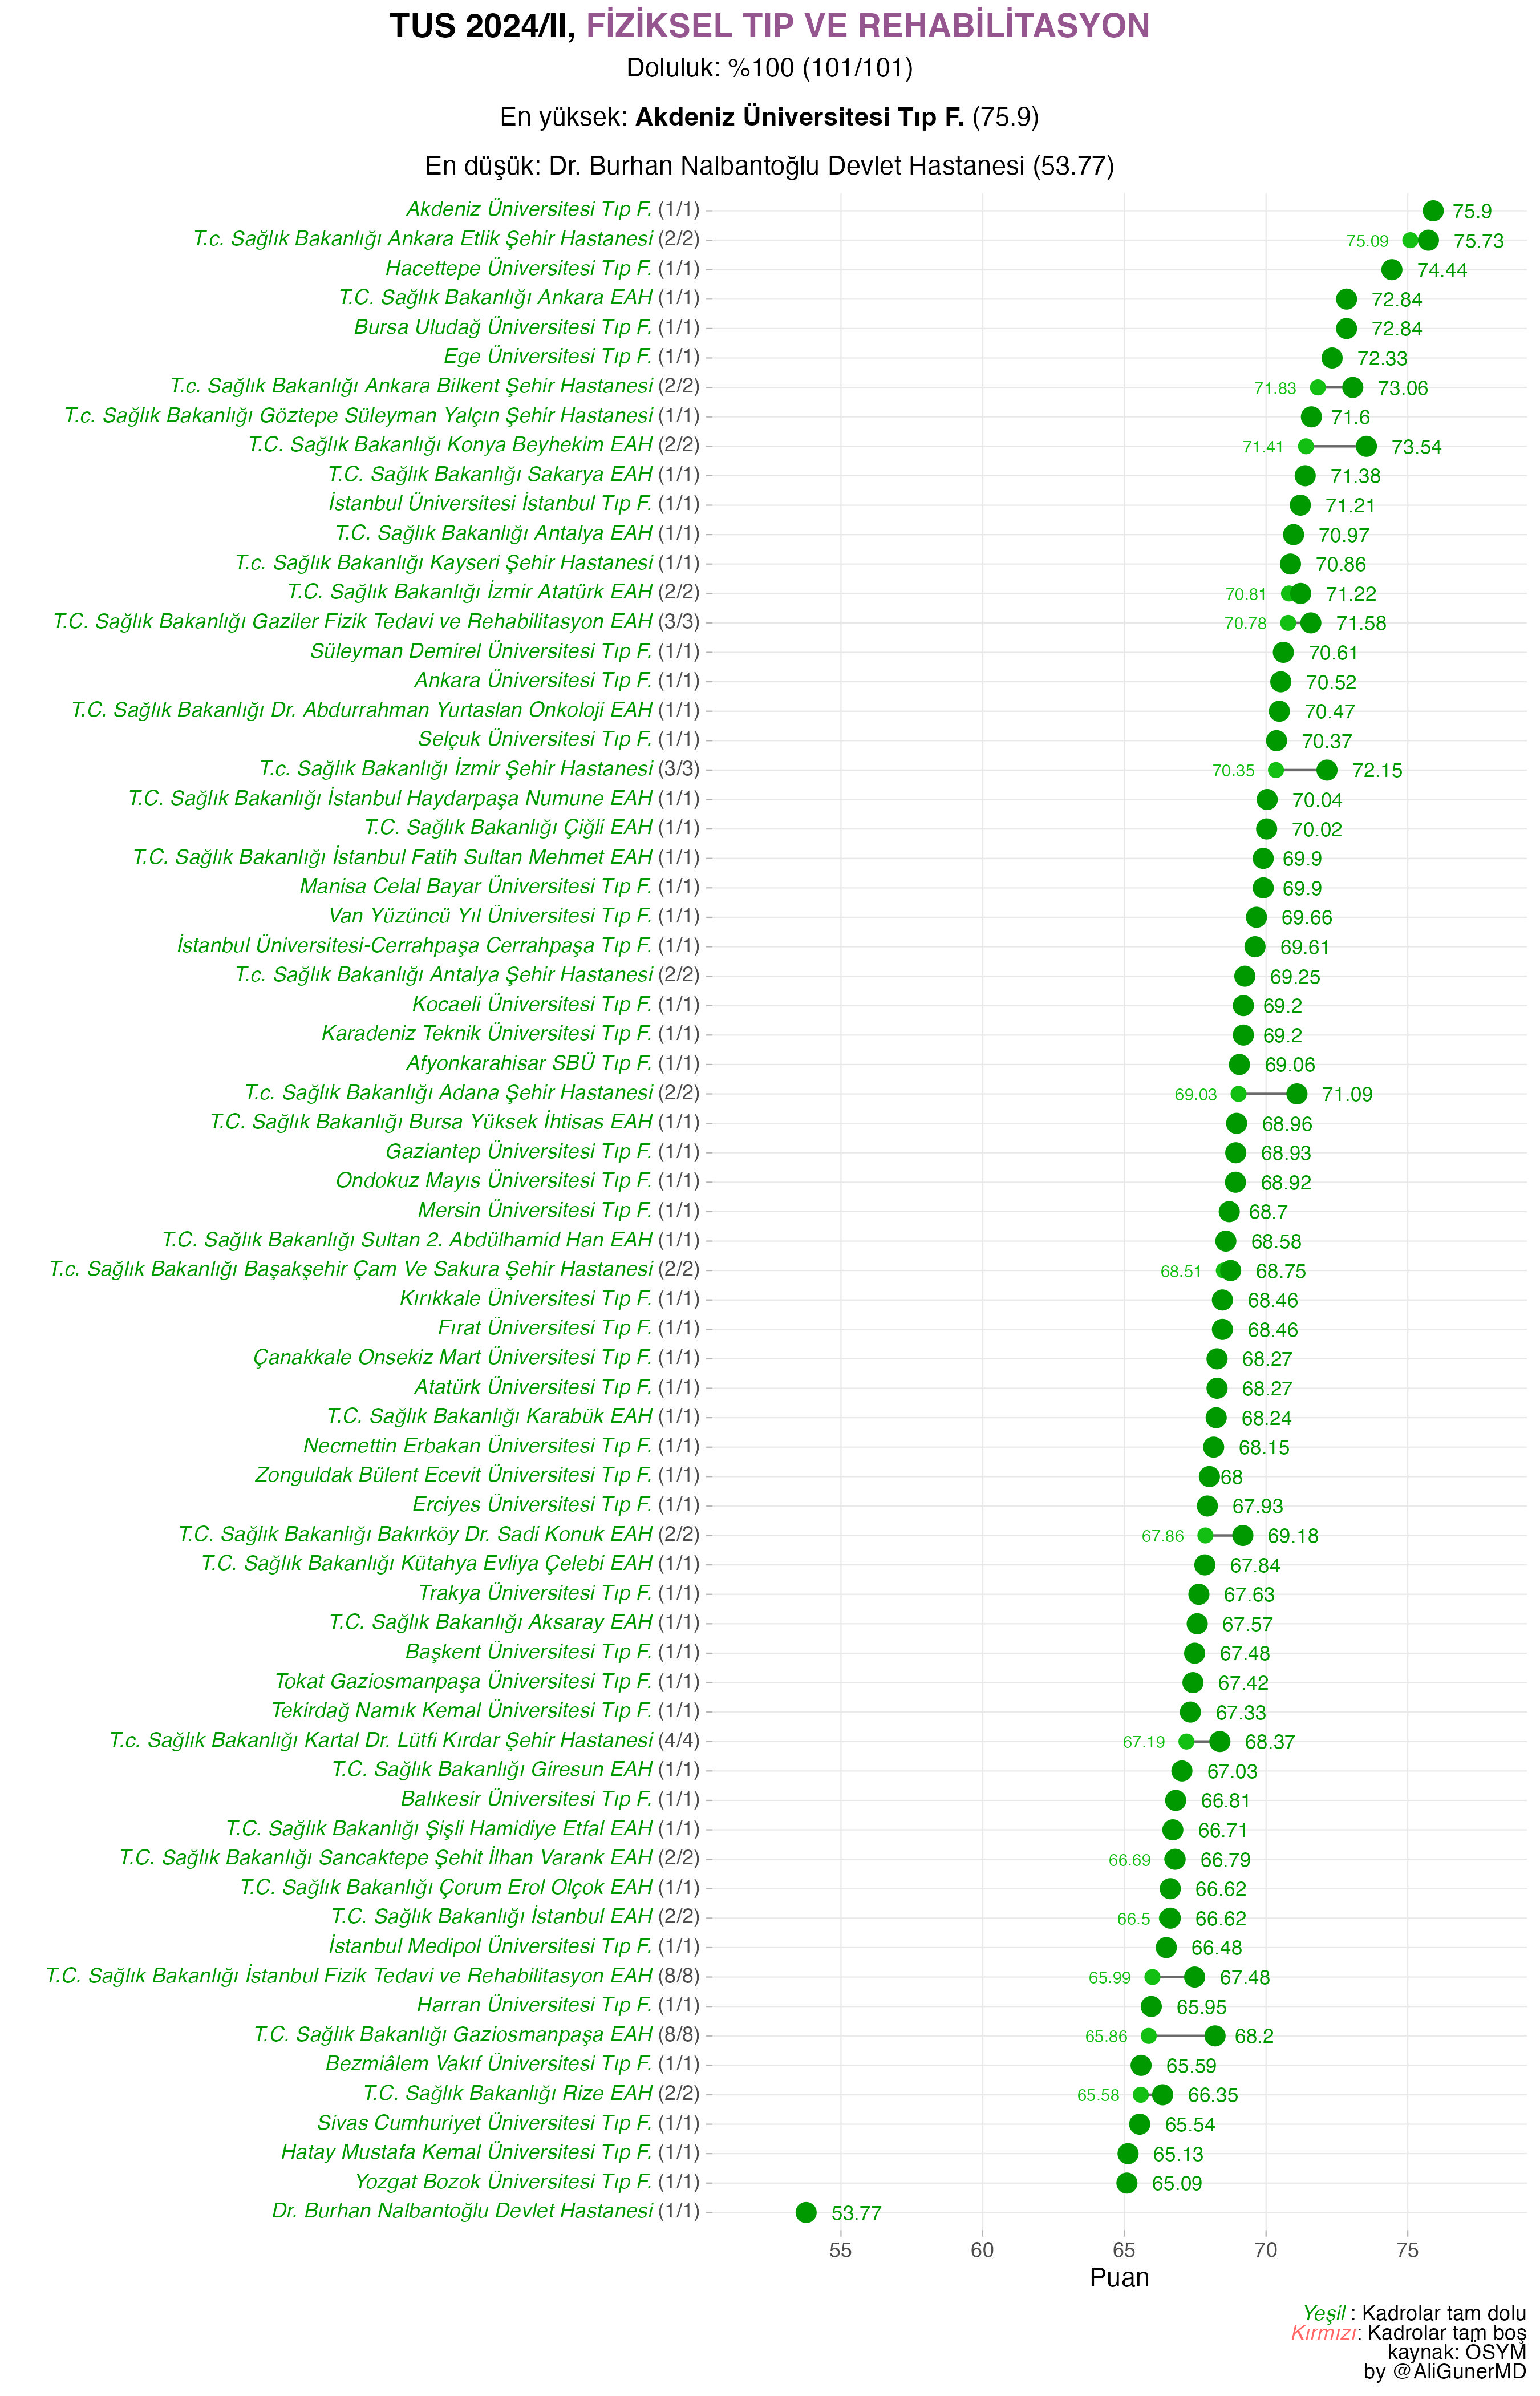 TUS 2024/II, FİZİKSEL TIP VE REHABİLİTASYON
Doluluk: %100 (101/101)
En yüksek: Akdeniz Üniversitesi Tıp F. (75.9)
En düşük: Dr. Burhan Nalbantoğlu Devlet Hastanesi (53.77)
Akdeniz Üniversitesi Tıp F. (1/1) 75.9
T.c. Sağlık Bakanlığı Ankara Etlik Şehir Hastanesi (2/2) 75.09 75.73
Hacettepe Üniversitesi Tıp F. (1/1) 74.44
T.C. Sağlık Bakanlığı Ankara EAH (1/1) 72.84
Bursa Uludağ Üniversitesi Tıp F. (1/1) 72.84
Ege Üniversitesi Tıp F. (1/1) 72.33
T.c. Sağlık Bakanlığı Ankara Bilkent Şehir Hastanesi (2/2) 71.83 73.06
T.c. Sağlık Bakanlığı Göztepe Süleyman Yalçın Şehir Hastanesi (1/1) 71.6
T.C. Sağlık Bakanlığı Konya Beyhekim EAH (2/2) 71.41 73.54
T.C. Sağlık Bakanlığı Sakarya EAH (1/1) 71.38
İstanbul Üniversitesi İstanbul Tıp F. (1/1) 71.21
T.C. Sağlık Bakanlığı Antalya EAH (1/1) 70.97
T.c. Sağlık Bakanlığı Kayseri Şehir Hastanesi (1/1) 70.86
T.C. Sağlık Bakanlığı İzmir Atatürk EAH (2/2) 70.81 71.22
T.C. Sağlık Bakanlığı Gaziler Fizik Tedavi ve Rehabilitasyon EAH (3/3) 70.78 71.58
Süleyman Demirel Üniversitesi Tıp F. (1/1) 70.61
Ankara Üniversitesi Tıp F. (1/1) 70.52
T.C. Sağlık Bakanlığı Dr. Abdurrahman Yurtaslan Onkoloji EAH (1/1) 70.47
Selçuk Üniversitesi Tıp F. (1/1) 70.37
T.c. Sağlık Bakanlığı İzmir Şehir Hastanesi (3/3) 70.35 72.15
T.C. Sağlık Bakanlığı İstanbul Haydarpaşa Numune EAH (1/1) 70.04
T.C. Sağlık Bakanlığı Çiğli EAH (1/1) 70.02
T.C. Sağlık Bakanlığı İstanbul Fatih Sultan Mehmet EAH (1/1) 69.9
Manisa Celal Bayar Üniversitesi Tıp F. (1/1) 69.9
Van Yüzüncü Yıl Üniversitesi Tıp F. (1/1) 69.66
İstanbul Üniversitesi-Cerrahpaşa Cerrahpaşa Tıp F. (1/1) 69.61
T.c. Sağlık Bakanlığı Antalya Şehir Hastanesi (2/2) 69.25
Kocaeli Üniversitesi Tıp F. (1/1) 69.2
Karadeniz Teknik Üniversitesi Tıp F. (1/1) 69.2
Afyonkarahisar SBÜ Tıp F. (1/1) 69.06
T.c. Sağlık Bakanlığı Adana Şehir Hastanesi (2/2) 69.03 71.09
T.C. Sağlık Bakanlığı Bursa Yüksek İhtisas EAH (1/1) 68.96
Gaziantep Üniversitesi Tıp F. (1/1) 68.93
Ondokuz Mayıs Üniversitesi Tıp F. (1/1) 68.92
Mersin Üniversitesi Tıp F. (1/1) 68.7
T.C. Sağlık Bakanlığı Sultan 2. Abdülhamid Han EAH (1/1) 68.58
T.c. Sağlık Bakanlığı Başakşehir Çam Ve Sakura Şehir Hastanesi (2/2) 68.51 68.75
Kırıkkale Üniversitesi Tıp F. (1/1) 68.46
Fırat Üniversitesi Tıp F. (1/1) 68.46
Çanakkale Onsekiz Mart Üniversitesi Tıp F. (1/1) 68.27
Atatürk Üniversitesi Tıp F. (1/1) 68.27
T.C. Sağlık Bakanlığı Karabük EAH (1/1) 68.24
Necmettin Erbakan Üniversitesi Tıp F. (1/1) 68.15
Zonguldak Bülent Ecevit Üniversitesi Tıp F. (1/1) 68
Erciyes Üniversitesi Tıp F. (1/1) 67.93
T.C. Sağlık Bakanlığı Bakırköy Dr. Sadi Konuk EAH (2/2) 67.86 69.18
T.C. Sağlık Bakanlığı Kütahya Evliya Çelebi EAH (1/1) 67.84
Trakya Üniversitesi Tıp F. (1/1) 67.63
T.C. Sağlık Bakanlığı Aksaray EAH (1/1) 67.57
Başkent Üniversitesi Tıp F. (1/1) 67.48
Tokat Gaziosmanpaşa Üniversitesi Tıp F. (1/1) 67.42
Tekirdağ Namık Kemal Üniversitesi Tıp F. (1/1) 67.33
T.c. Sağlık Bakanlığı Kartal Dr. Lütfi Kırdar Şehir Hastanesi (4/4) 67.19 68.37
T.C. Sağlık Bakanlığı Giresun EAH (1/1) 67.03
Balıkesir Üniversitesi Tıp F. (1/1) 66.81
T.C. Sağlık Bakanlığı Şişli Hamidiye Etfal EAH (1/1) 66.71
T.C. Sağlık Bakanlığı Sancaktepe Şehit İlhan Varank EAH (2/2) 66.69 66.79
T.C. Sağlık Bakanlığı Çorum Erol Olçok EAH (1/1) 66.62
T.C. Sağlık Bakanlığı İstanbul EAH (2/2) 66.5 66.62
İstanbul Medipol Üniversitesi Tıp F. (1/1) 66.48
T.C. Sağlık Bakanlığı İstanbul Fizik Tedavi ve Rehabilitasyon EAH (8/8) 65.99 67.48
Harran Üniversitesi Tıp F. (1/1) 65.95
T.C. Sağlık Bakanlığı Gaziosmanpaşa EAH (8/8) 65.86 68.2
Bezmiâlem Vakıf Üniversitesi Tıp F. (1/1) 65.59
T.C. Sağlık Bakanlığı Rize EAH (2/2) 65.58 66.35
Sivas Cumhuriyet Üniversitesi Tıp F. (1/1) 65.54
Hatay Mustafa Kemal Üniversitesi Tıp F. (1/1) 65.13
Yozgat Bozok Üniversitesi Tıp F. (1/1) 65.09
Dr. Burhan Nalbantoğlu Devlet Hastanesi (1/1) 53.77
55 60 65 70 75
Puan
Yeşil : Kadrolar tam dolu
Kırmızı: Kadrolar tam boş
kaynak: ÖSYM
by @AliGunerMD